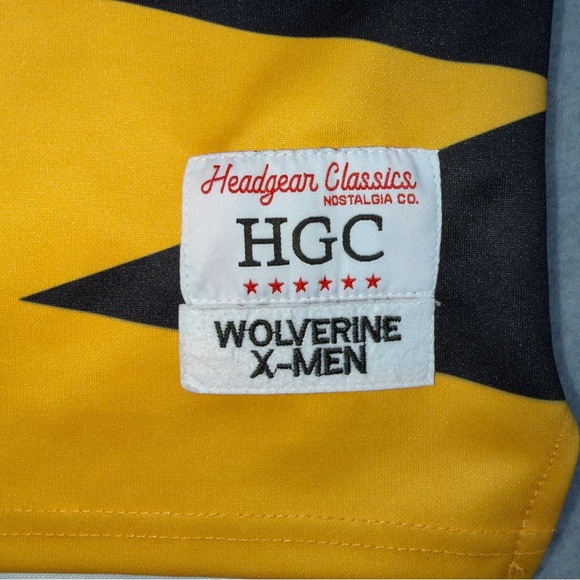 Headgear Classics
NOSTALGIA CO.
HGC
WOLVERINE
X-MEN